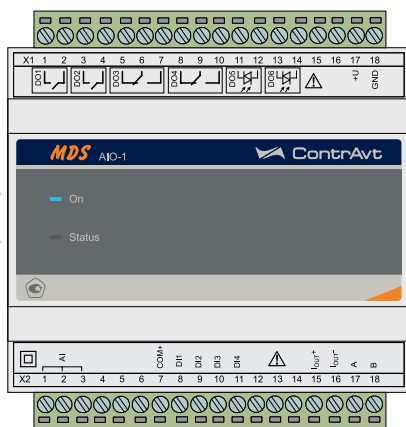 X1 1 2 3 4 5 6 7 8 9 10 11 12 13 14 15 16 17 18
DO1 DO2 DO3 DO4 DO5 DO6 +U GND
MDS AIO-1 ContrAvt
On
Status
AI COM+ DI1 DI2 DI3 DI4 IOUT+ IOUT- A B
X2 1 2 3 4 5 6 7 8 9 10 11 12 13 14 15 16 17 18